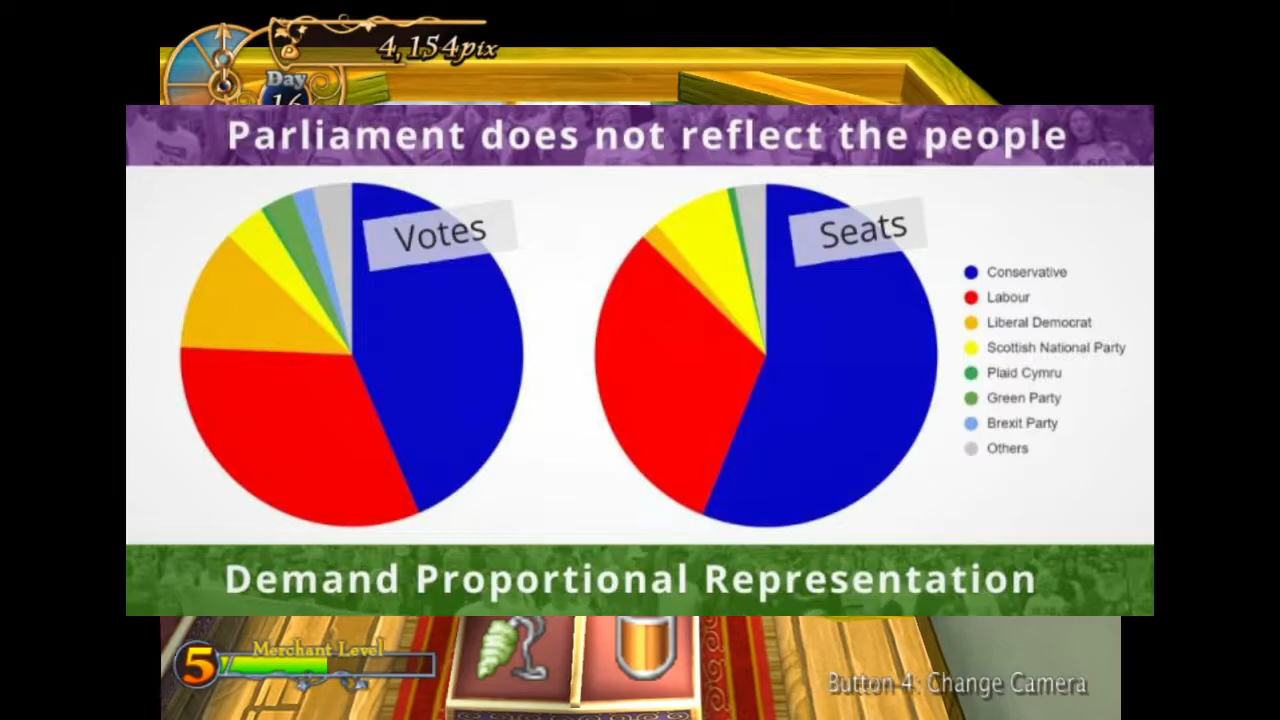 4,154pix
Day
16
Parliament does not reflect the people
Votes
Seats
Conservative
Labour
Liberal Democrat
Scottish National Party
Plaid Cymru
Green Party
Brexit Party
Others
Demand Proportional Representation
5
Merchant Level
Button 4: Change Camera